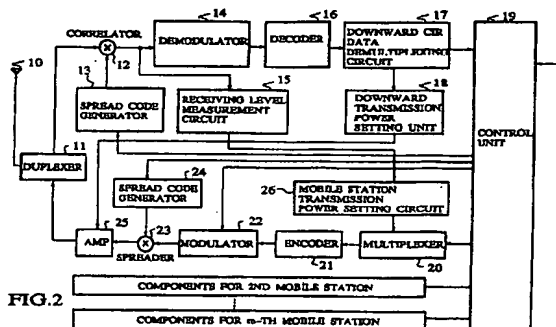 CORRELATOR
10
12
13
14
DEMODULATOR
16
DECODER
17
DOWNWARD CIR
DATA
DEMULTIPLEXING
CIRCUIT
19
CONTROL
UNIT
SPREAD CODE
GENERATOR
15
RECEIVING LEVEL
MEASUREMENT
CIRCUIT
18
DOWNWARD
TRANSMISSION
POWER
SETTING UNIT
11
DUPLEXER
24
SPREAD CODE
GENERATOR
26
MOBILE STATION
TRANSMISSION
POWER SETTING CIRCUIT
25
AMP
23
SPREADER
22
MODULATOR
ENCODER
21
MULTIPLEXER
20
COMPONENTS FOR 2ND MOBILE STATION
COMPONENTS FOR m-TH MOBILE STATION
FIG.2